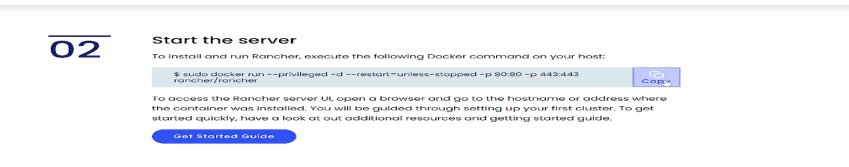 02
Start the server
To install and run Rancher, execute the following Docker command on your host:
$ sudo docker run --privileged -d --restart=unless-stopped -p 80:80 -p 443:443
rancher/rancher
Copy
To access the Rancher server UI, open a browser and go to the hostname or address where
the container was installed. You will be guided through setting up your first cluster. To get
started quickly, have a look at out additional resources and getting started guide.
Get Started Guide